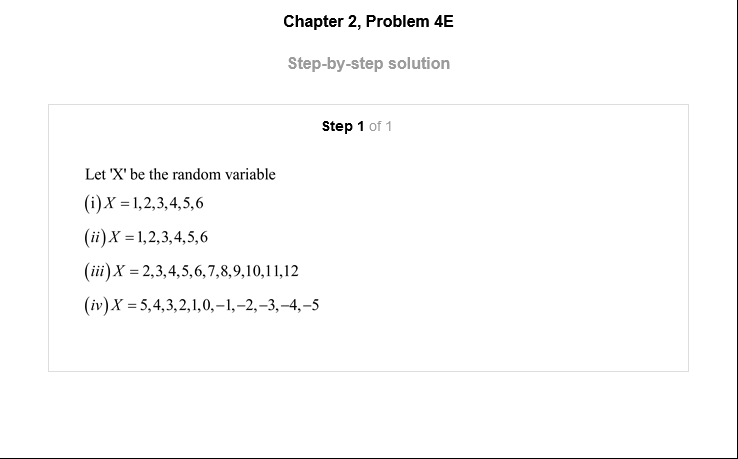 Chapter 2, Problem 4E
Step-by-step solution
Step 1 of 1
Let 'X' be the random variable
(i) X = 1,2,3,4,5,6
(ii) X = 1,2,3,4,5,6
(iii) X = 2,3,4,5,6,7,8,9,10,11,12
(iv) X = 5,4,3,2,1,0,−1,−2,−3,−4,−5